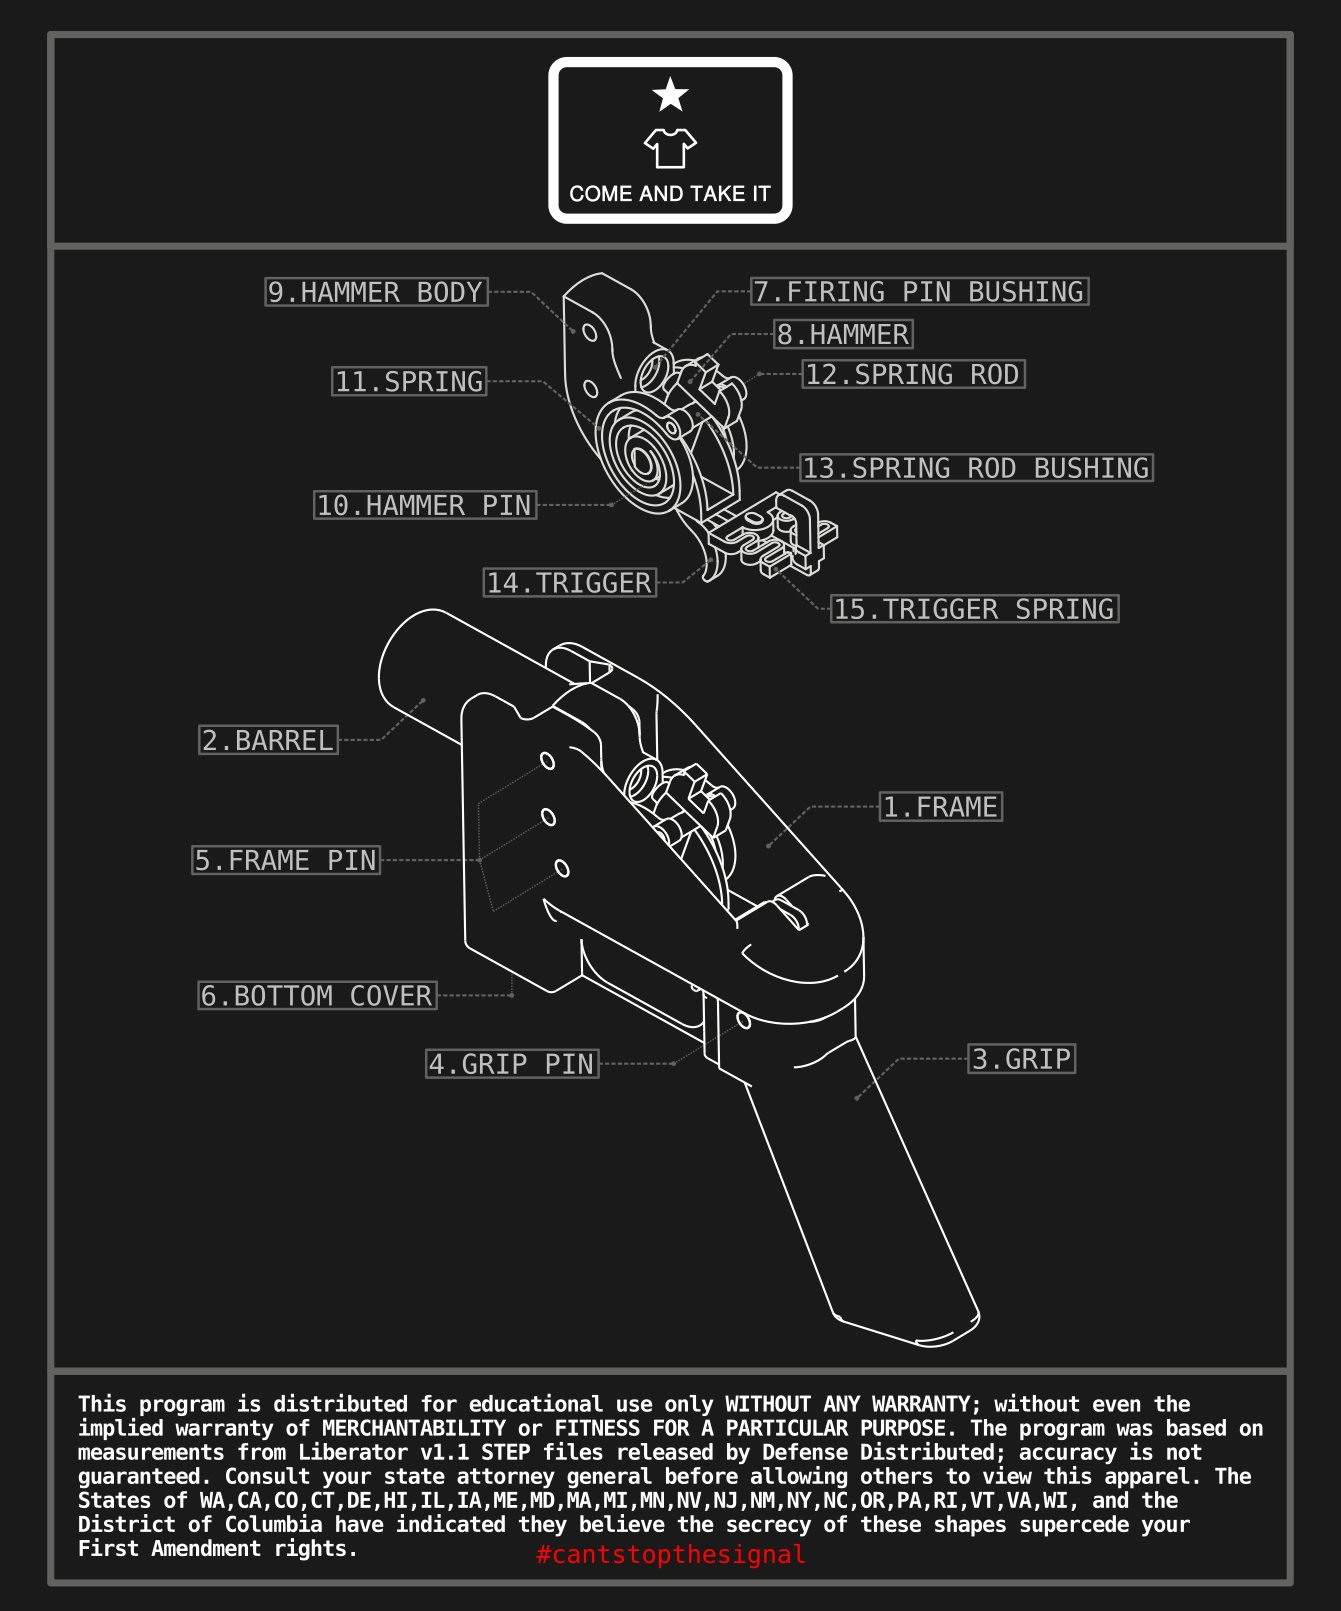 COME AND TAKE IT
9.HAMMER BODY
7.FIRING PIN BUSHING
8.HAMMER
11.SPRING
12.SPRING ROD
13.SPRING ROD BUSHING
10.HAMMER PIN
14.TRIGGER
15.TRIGGER SPRING
2.BARREL
1.FRAME
5.FRAME PIN
6.BOTTOM COVER
4.GRIP PIN
3.GRIP
This program is distributed for educational use only WITHOUT ANY WARRANTY; without even the
implied warranty of MERCHANTABILITY or FITNESS FOR A PARTICULAR PURPOSE. The program was based on
measurements from Liberator v1.1 STEP files released by Defense Distributed; accuracy is not
guaranteed. Consult your state attorney general before allowing others to view this apparel. The
States of WA,CA,CO,CT,DE,HI,IL,IA,ME,MD,MA,MI,MN,NV,NJ,NM,NY,NC,OR,PA,RI,VT,VA,WI, and the
District of Columbia have indicated they believe the secrecy of these shapes supercede your
First Amendment rights.
#cantstopthesignal